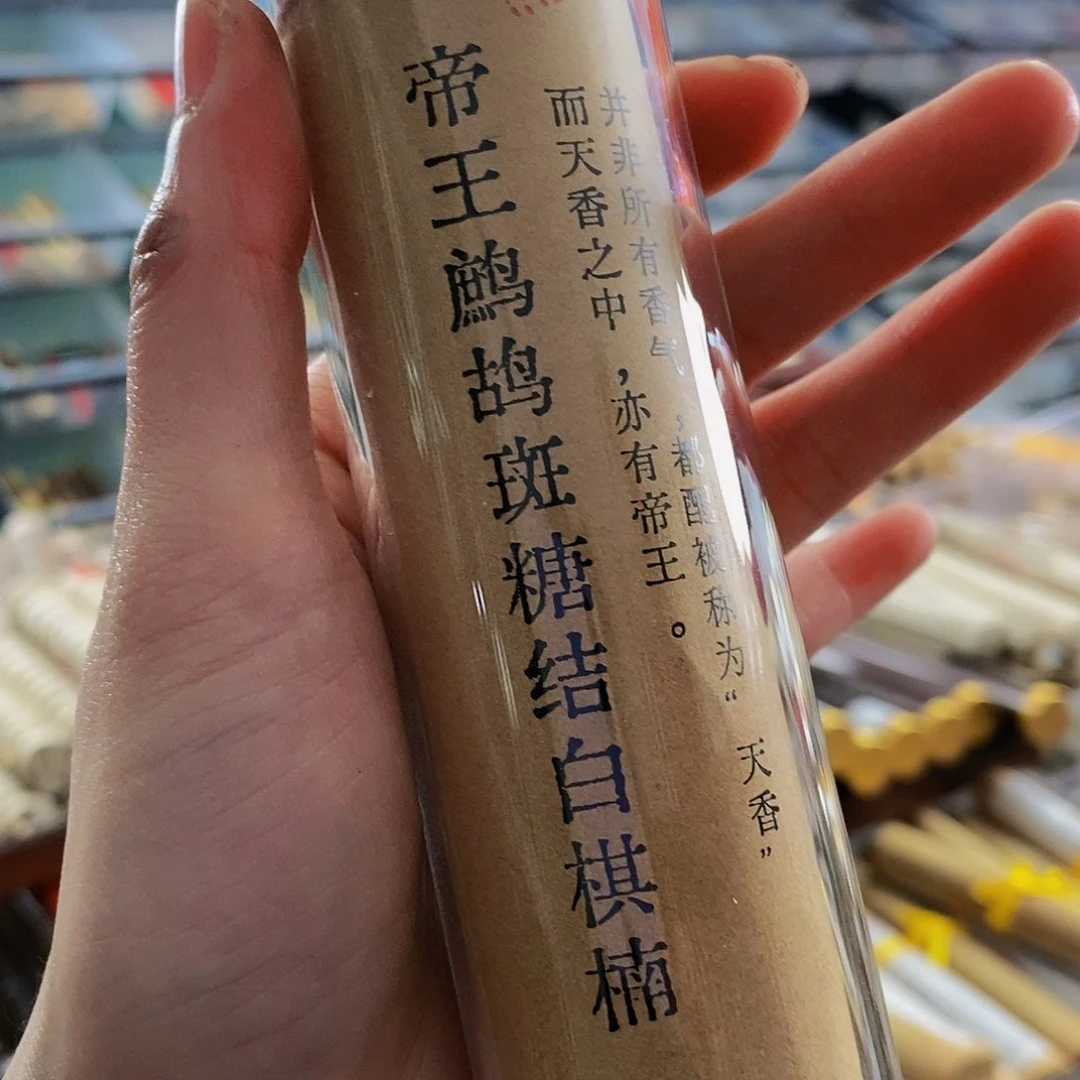 并非所有香气，都配被称为“天香”
而天香之中，亦有帝王。
帝王鹧鸪斑糖结白棋楠